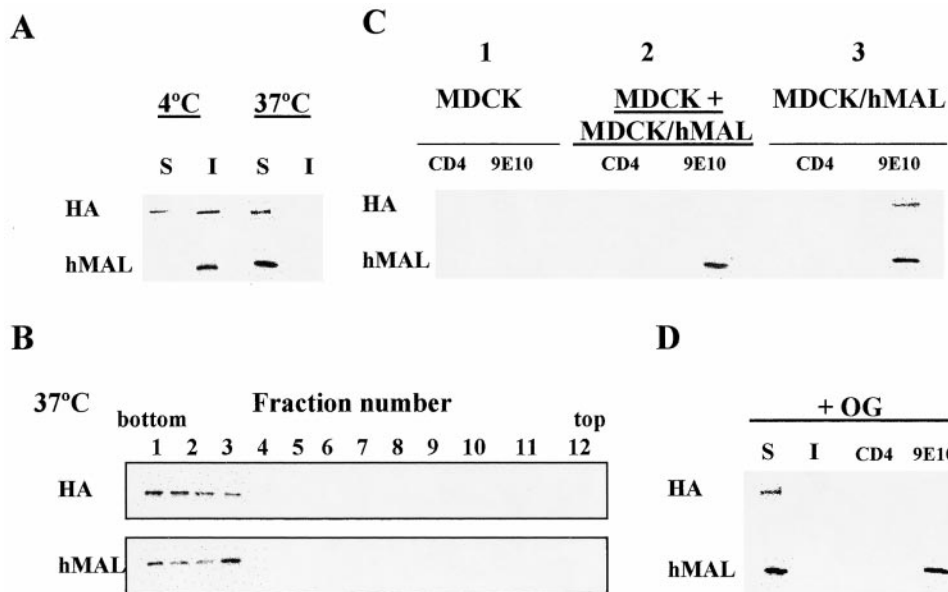 A
4ºC 37ºC
S I S I
HA
hMAL
C
1 2 3
MDCK MDCK + MDCK/hMAL
MDCK/hMAL
CD4 9E10 CD4 9E10 CD4 9E10
HA
hMAL
B
37ºC Fraction number
bottom top
1 2 3 4 5 6 7 8 9 10 11 12
HA
hMAL
D
+ OG
S I CD4 9E10
HA
hMAL